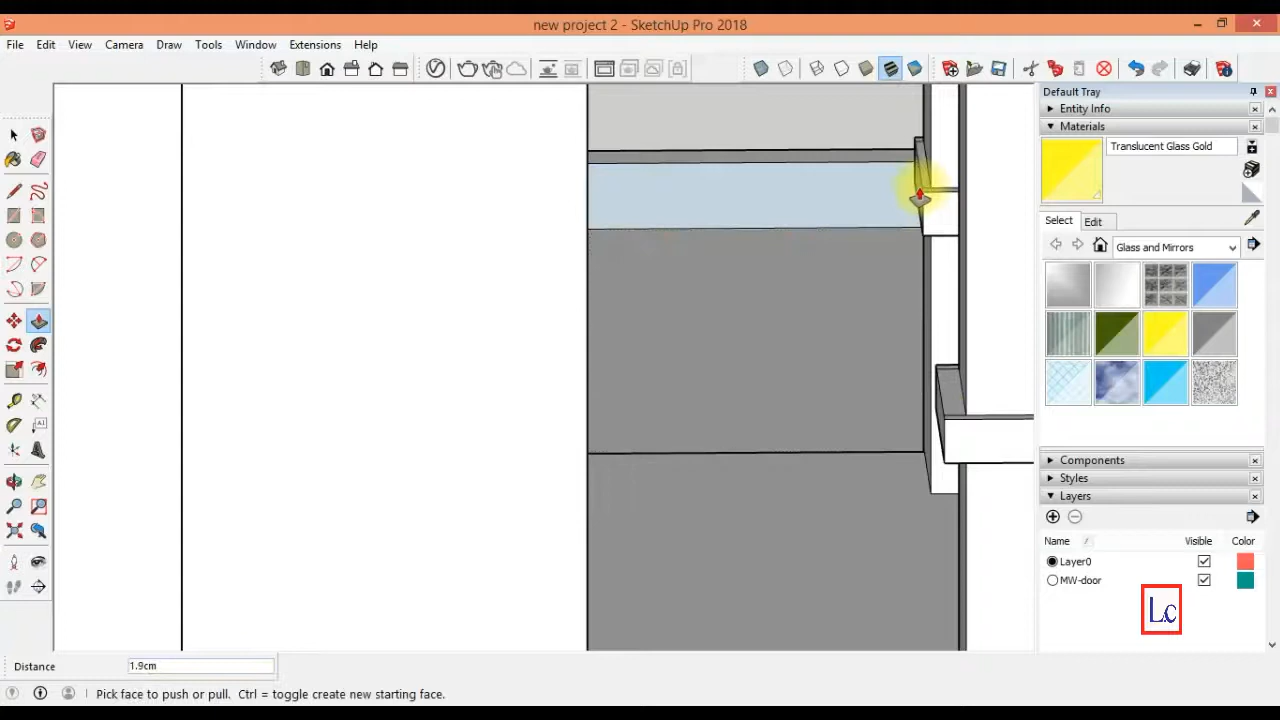 new project 2 - SketchUp Pro 2018
File Edit View Camera Draw Tools Window Extensions Help
Default Tray
Entity Info
Materials
Translucent Glass Gold
Select Edit
Glass and Mirrors
Components
Styles
Layers
Name Visible Color
Layer0
MW-door
Lc
Distance 1.9cm
Pick face to push or pull. Ctrl = toggle create new starting face.